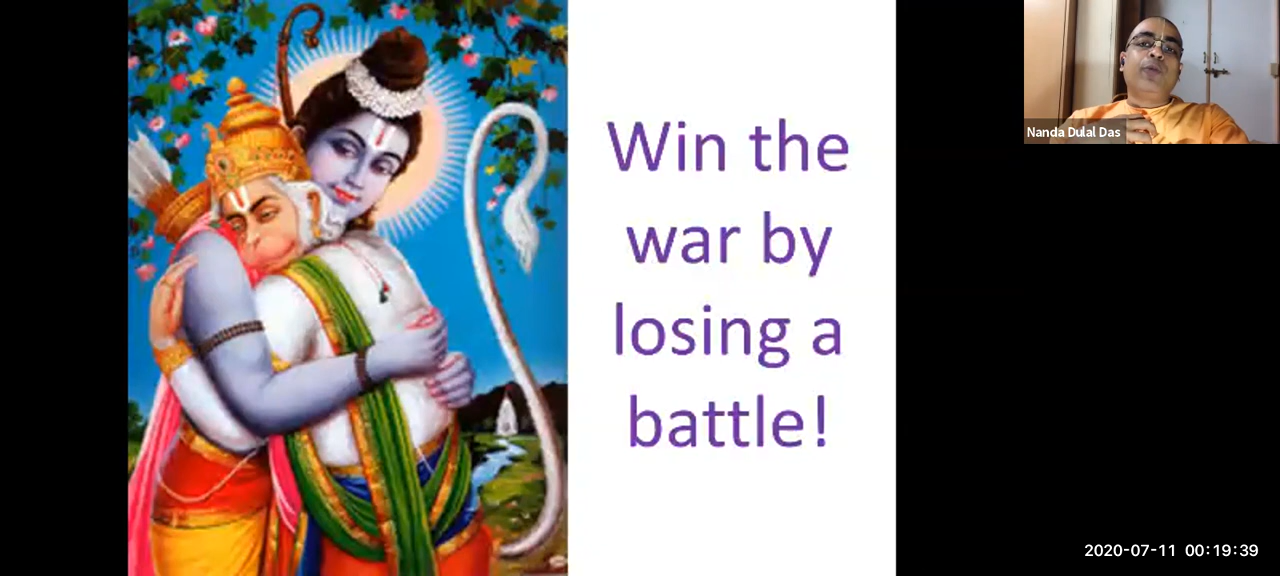 Win the
war by
losing a
battle!
Nanda Dulal Das
2020-07-11 00:19:39